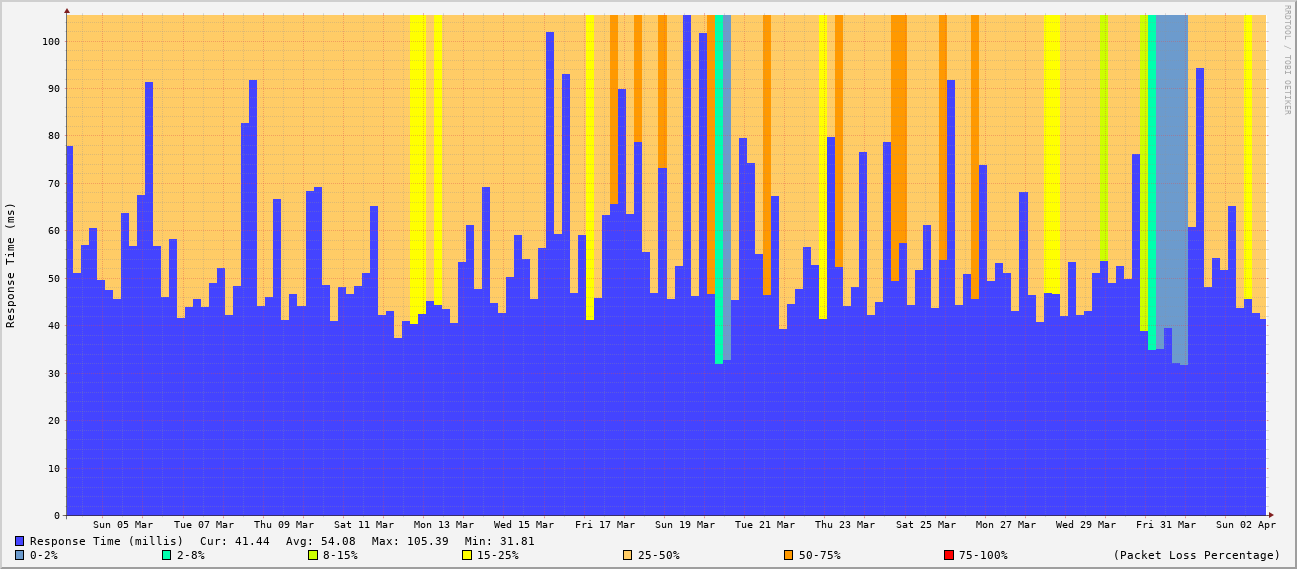 RRDTOOL / TOBI OETIKER
Response Time (ms)
100
90
80
70
60
50
40
30
20
10
0
Sun 05 Mar Tue 07 Mar Thu 09 Mar Sat 11 Mar Mon 13 Mar Wed 15 Mar Fri 17 Mar Sun 19 Mar Tue 21 Mar Thu 23 Mar Sat 25 Mar Mon 27 Mar Wed 29 Mar Fri 31 Mar Sun 02 Apr
Response Time (millis) Cur: 41.44 Avg: 54.08 Max: 105.39 Min: 31.81
0-2% 2-8% 8-15% 15-25% 25-50% 50-75% 75-100% (Packet Loss Percentage)